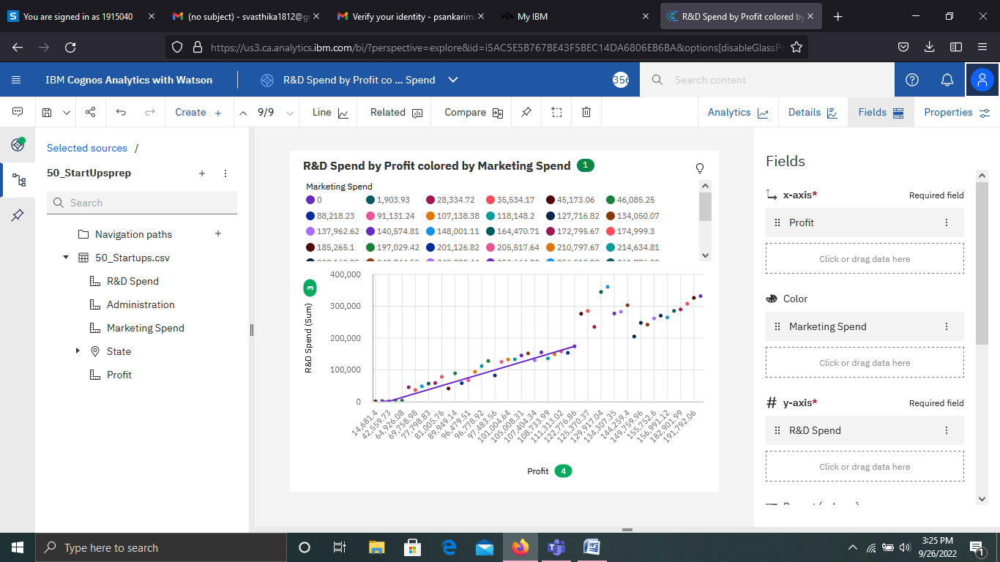 You are signed in as 1915040
(no subject) - svasthika1812@g
Verify your identity - psankarima
My IBM
R&D Spend by Profit colored by
https://us3.ca.analytics.ibm.com/bi/?perspective=explore&id=i5AC5E5B767BE43F5BEC14DA6806EB6BA&options[disableGlassPr
IBM Cognos Analytics with Watson
R&D Spend by Profit co ... Spend
356
Search content
Create
9/9
Line
Related
Compare
Analytics
Details
Fields
Properties
Selected sources /
50_StartUpsprep
Search
Navigation paths
50_Startups.csv
R&D Spend
Administration
Marketing Spend
State
Profit
R&D Spend by Profit colored by Marketing Spend 1
Marketing Spend
0 1,903.93 28,334.72 35,534.17 45,173.06 46,085.25
88,218.23 91,131.24 107,138.38 118,148.2 127,716.82 134,050.07
137,962.62 140,574.81 148,001.11 164,470.71 172,795.67 174,999.3
185,265.1 197,029.42 201,126.82 205,517.64 210,797.67 214,634.81
3
R&D Spend (Sum)
400,000
300,000
200,000
100,000
0
14,681.4 42,559.73 64,926.08 69,758.98 77,798.83 81,005.76 89,949.14 96,479.51 96,778.92 97,483.56 101,004.64 105,008.31 107,404.34 108,733.99 111,313.02 122,776.86 125,370.37 129,917.04 134,307.35 144,259.4 149,759.96 155,752.6 156,991.12 182,901.99 191,792.06
Profit 4
Fields
x-axis* Required field
Profit
Click or drag data here
Color
Marketing Spend
Click or drag data here
y-axis* Required field
R&D Spend
Click or drag data here
Type here to search
3:25 PM
9/26/2022
1